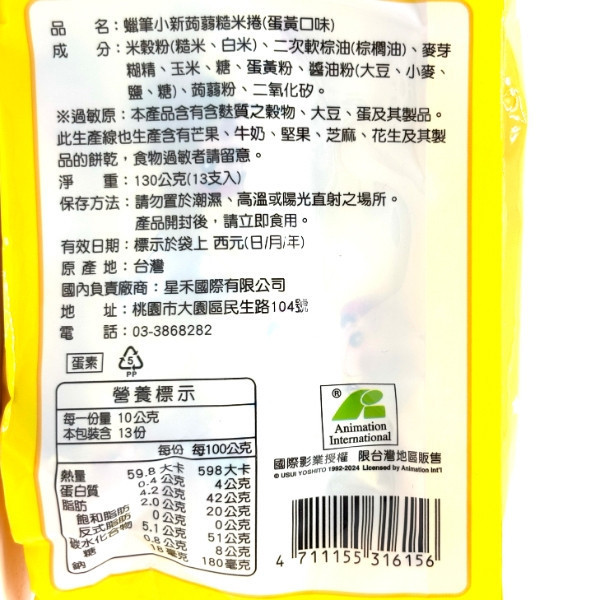 品 名：蠟筆小新蒟蒻糙米捲(蛋黃口味)
成 分：米穀粉(糙米、白米)、二次軟棕油(棕櫚油)、麥芽
糊精、玉米、糖、蛋黃粉、醬油粉(大豆、小麥、
鹽、糖)、蒟蒻粉、二氧化矽。
※過敏原：本產品含有含麩質之穀物、大豆、蛋及其製品。
此生產線也生產含有芒果、牛奶、堅果、芝麻、花生及其製
品的餅乾，食物過敏者請留意。
淨 重：130公克(13支入)
保存方法：請勿置於潮濕、高溫或陽光直射之場所。
產品開封後，請立即食用。
有效日期：標示於袋上 西元(日/月/年)
原 產 地：台灣
國內負責廠商：星禾國際有限公司
地 址：桃園市大園區民生路104號
電 話：03-3868282
蛋素 5
PP
營養標示
每一份量 10公克
本包裝含 13份
每份 每100公克
熱量 59.8 大卡 598大卡
蛋白質 0.4 公克 4公克
脂肪 4.2 公克 42公克
飽和脂肪 2.0 公克 20公克
反式脂肪 0公克 0公克
碳水化合物 5.1 公克 51公克
糖 0.8 公克 8公克
鈉 18 毫克 180毫克
®
Animation
International
國際影業授權 限台灣地區販售
© USUI YOSHITO 1992-2024 Licensed by Animation Int'l
4 711155 316156